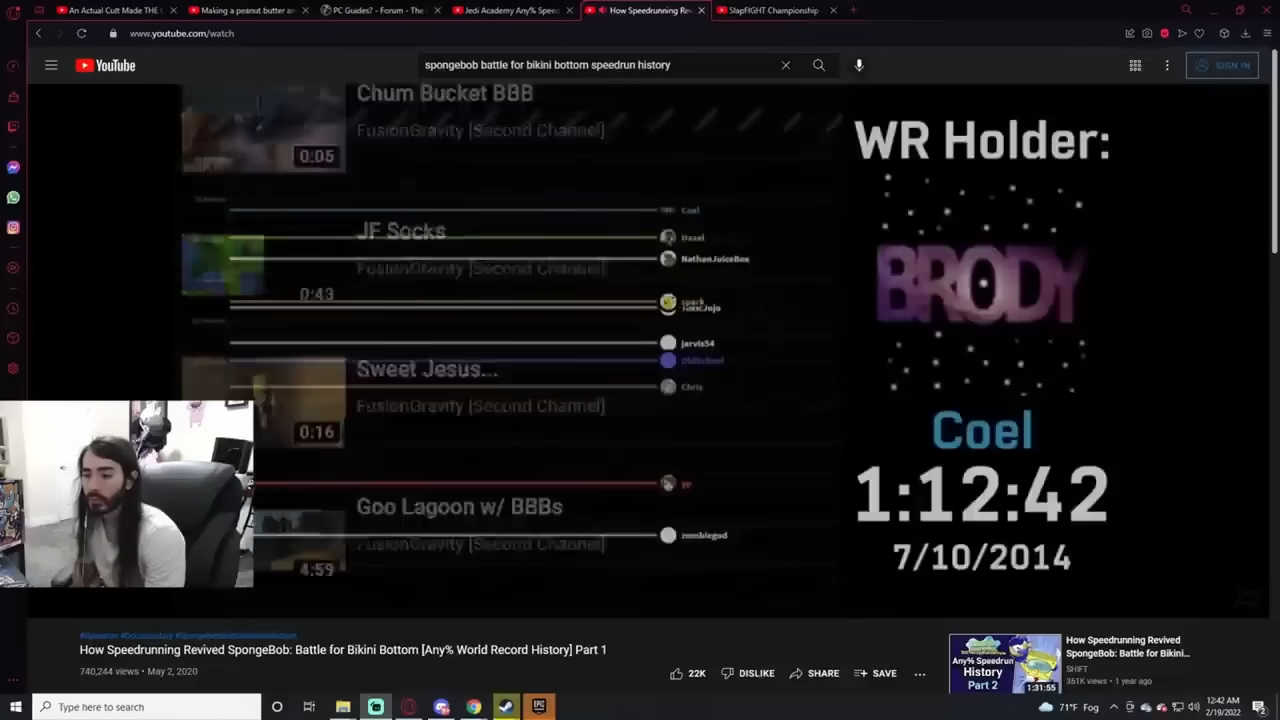 An Actual Cult Made THE
Making a peanut butter an
PC Guides? - Forum - The
Jedi Academy Any% Spee
How Speedrunning Rev
SlapFIGHT Championship
www.youtube.com/watch
YouTube
spongebob battle for bikini bottom speedrun history
SIGN IN
Chum Bucket BBB
FusionGravity [Second Channel]
0:05
WR Holder:
Coel
JF Socks
NathanJuiceBox
FusionGravity [Second Channel]
0:43
BRODY
spark
jarvis54
Sweet Jesus...
Chris
FusionGravity [Second Channel]
0:16
Coel
1:12:42
7/10/2014
Goo Lagoon w/ BBBs
zombiegod
FusionGravity [Second Channel]
4:59
How Speedrunning Revived SpongeBob: Battle for Bikini Bottom [Any% World Record History] Part 1
740,244 views • May 2, 2020
22K
DISLIKE
SHARE
SAVE
Any% Speedrun
History
Part 2
1:31:55
How Speedrunning Revived
SpongeBob: Battle for Bikini...
SHIFT
361K views • 1 year ago
Type here to search
EPIC
71°F Fog
12:42 AM
2/19/2022
2